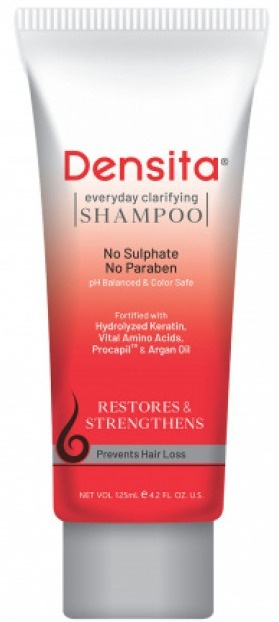 Densita®
everyday clarifying
SHAMPOO
No Sulphate
No Paraben
pH Balanced & Color Safe
Fortified with
Hydrolyzed Keratin,
Vital Amino Acids,
Procapil™ & Argan Oil
RESTORES &
STRENGTHENS
Prevents Hair Loss
NET VOL 125mL ℮ 4.2 FL. OZ. U.S.